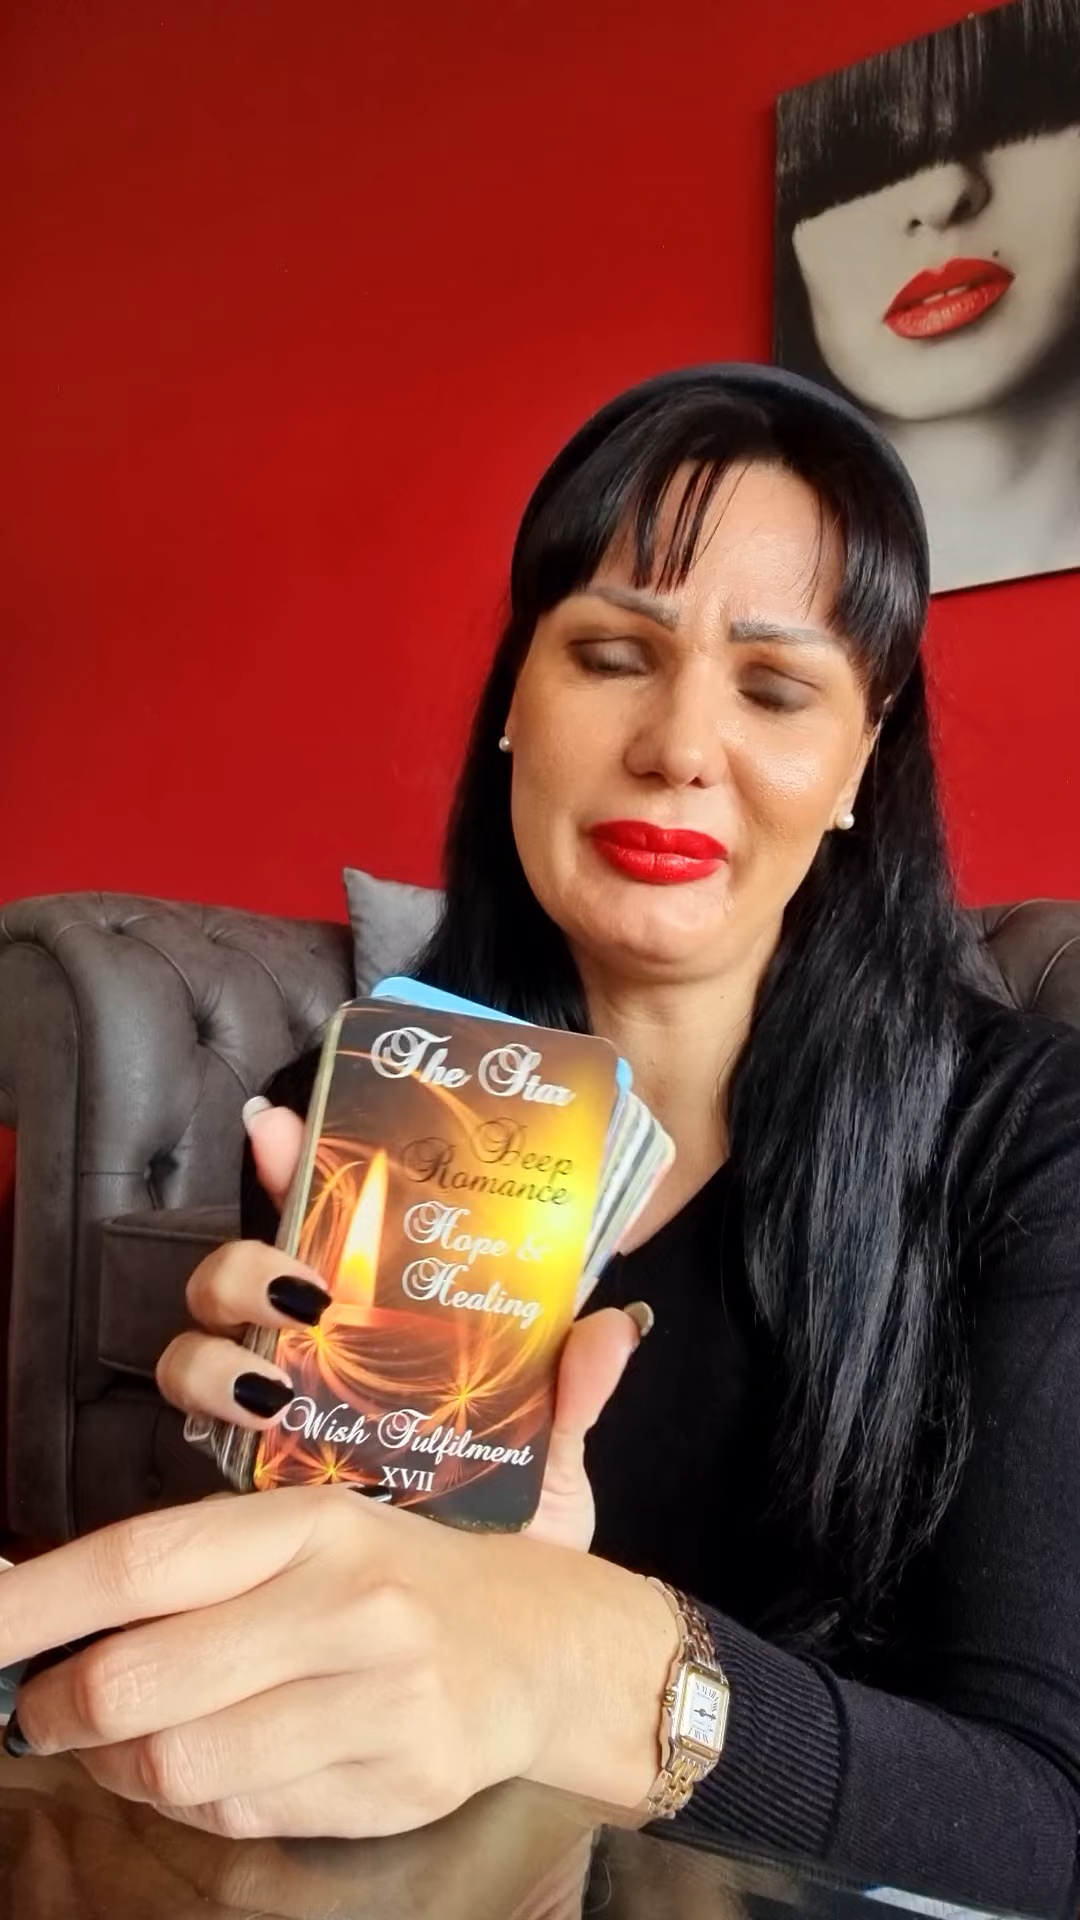 The Star
Deep
Romance
Hope &
Healing
Wish Fulfilment
XVII